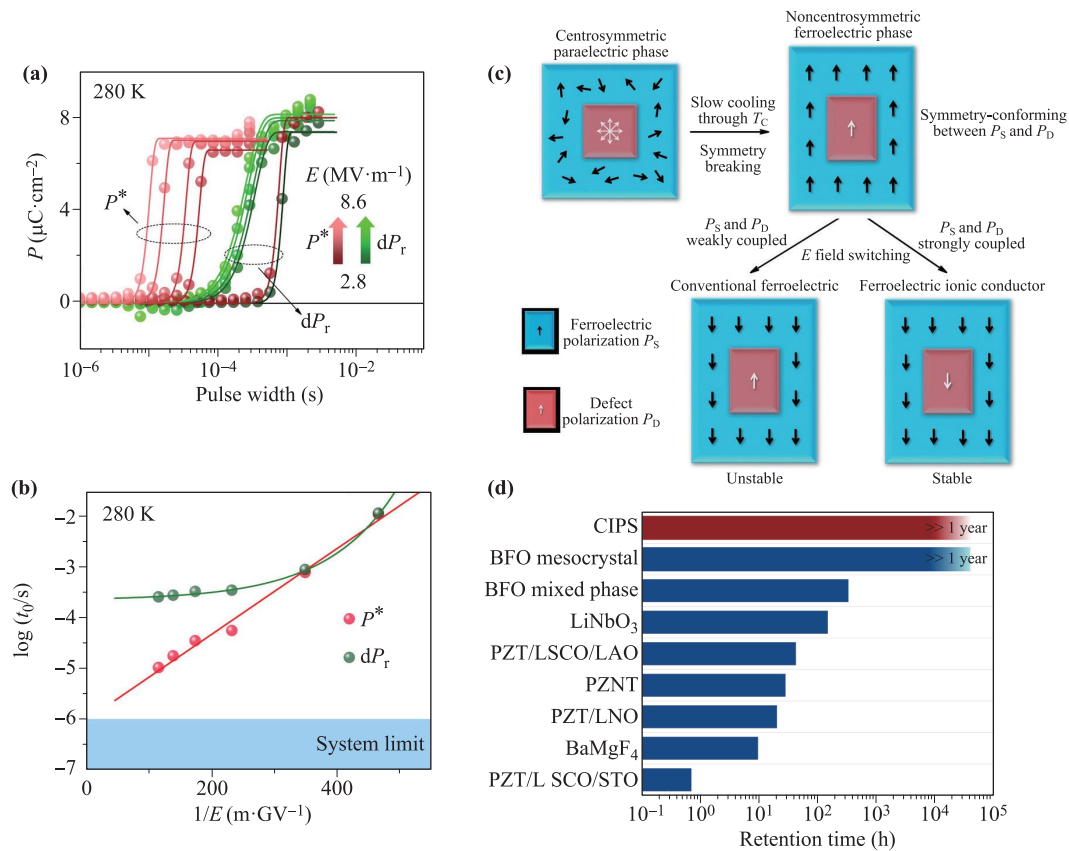 (a)
280 K
P (μC·cm⁻²)
8
4
0
P*
E (MV·m⁻¹)
8.6
P*
dPr
2.8
dPr
10⁻⁶
10⁻⁴
10⁻²
Pulse width (s)
(b)
280 K
log (t₀/s)
−2
−3
−4
−5
−6
−7
P*
dPr
System limit
0
200
400
1/E (m·GV⁻¹)
(c)
Centrosymmetric
paraelectric phase
Noncentrosymmetric
ferroelectric phase
Slow cooling
through TC
Symmetry
breaking
Symmetry-conforming
between PS and PD
PS and PD
weakly coupled
E field switching
PS and PD
strongly coupled
Conventional ferroelectric
Ferroelectric ionic conductor
Ferroelectric
polarization PS
Defect
polarization PD
Unstable
Stable
(d)
CIPS
>> 1 year
BFO mesocrystal
>> 1 year
BFO mixed phase
LiNbO₃
PZT/LSCO/LAO
PZNT
PZT/LNO
BaMgF₄
PZT/L SCO/STO
10⁻¹
10⁰
10¹
10²
10³
10⁴
10⁵
Retention time (h)